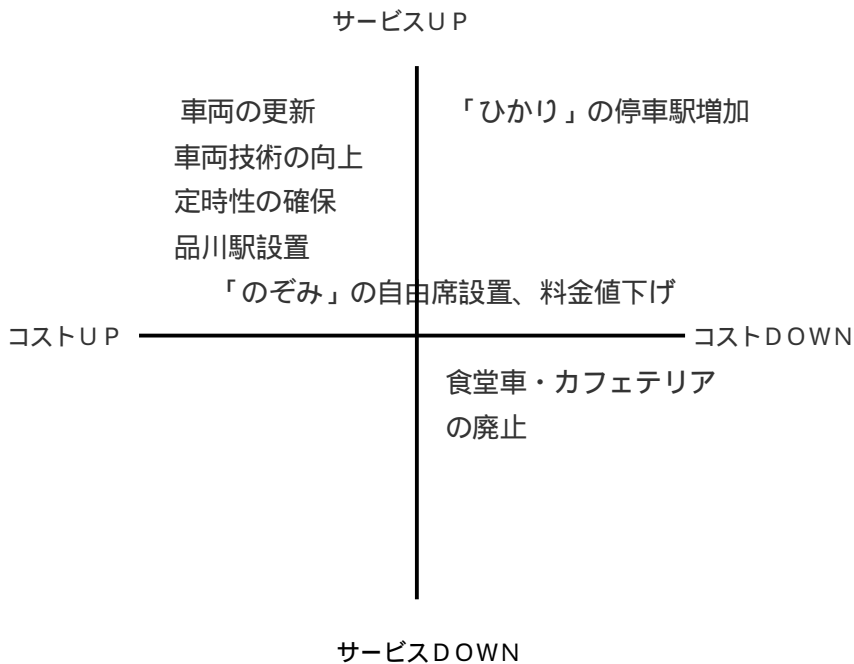 サービスＵＰ
車両の更新
「ひかり」の停車駅増加
車両技術の向上
定時性の確保
品川駅設置
「のぞみ」の自由席設置、料金値下げ
コストＵＰ
コストＤＯＷＮ
食堂車・カフェテリア
の廃止
サービスＤＯＷＮ